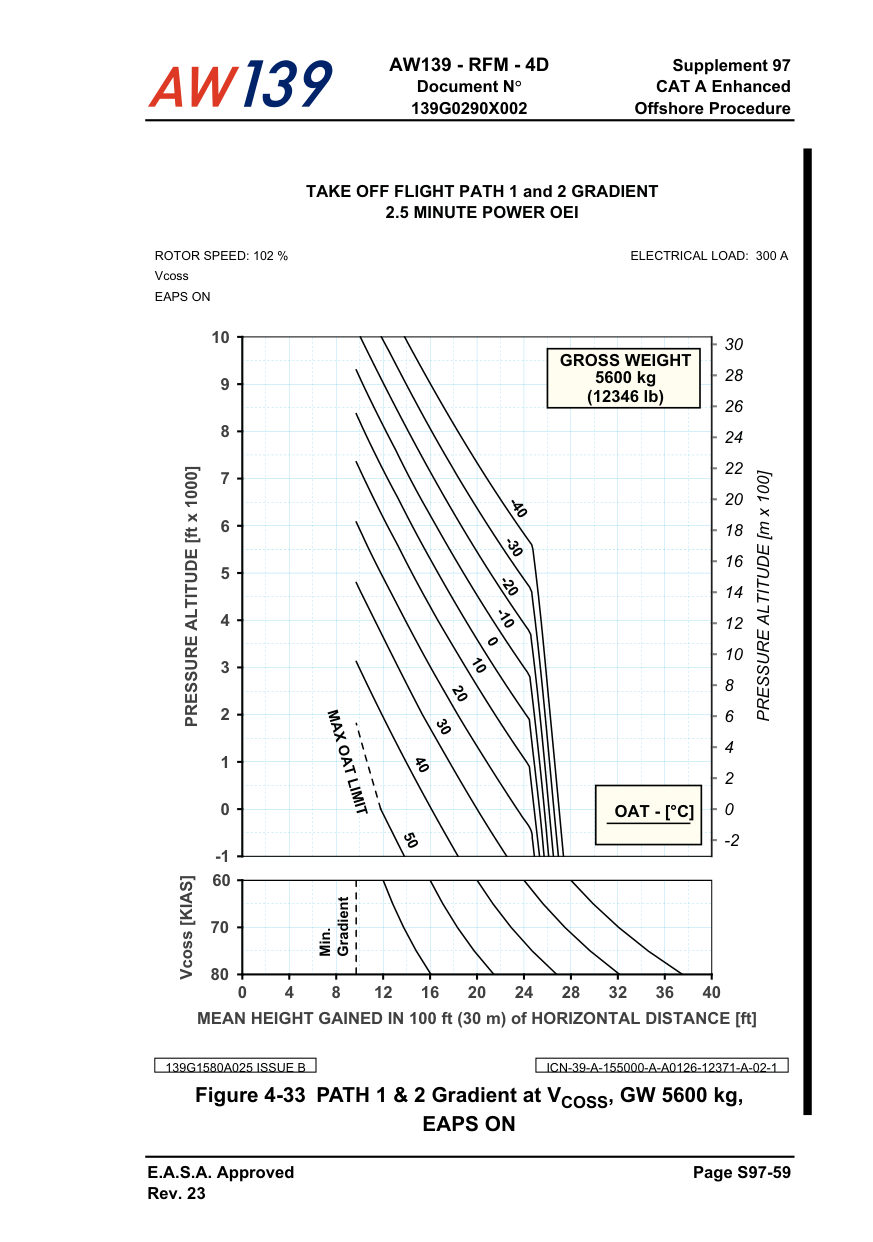 AW139
AW139 - RFM - 4D
Document N°
139G0290X002
Supplement 97
CAT A Enhanced
Offshore Procedure
TAKE OFF FLIGHT PATH 1 and 2 GRADIENT
2.5 MINUTE POWER OEI
ROTOR SPEED: 102 %
ELECTRICAL LOAD: 300 A
Vcoss
EAPS ON
GROSS WEIGHT
5600 kg
(12346 lb)
PRESSURE ALTITUDE [ft x 1000]
10
9
8
7
6
5
4
3
2
1
0
-1
30
28
26
24
22
20
18
16
14
12
10
8
6
4
2
0
-2
PRESSURE ALTITUDE [m x 100]
-40
-30
-20
-10
0
10
20
30
40
50
MAX OAT LIMIT
OAT - [°C]
Vcoss [KIAS]
60
70
80
Min.
Gradient
0 4 8 12 16 20 24 28 32 36 40
MEAN HEIGHT GAINED IN 100 ft (30 m) of HORIZONTAL DISTANCE [ft]
139G1580A025 ISSUE B
ICN-39-A-155000-A-A0126-12371-A-02-1
Figure 4-33 PATH 1 & 2 Gradient at VCOSS, GW 5600 kg,
EAPS ON
E.A.S.A. Approved
Rev. 23
Page S97-59